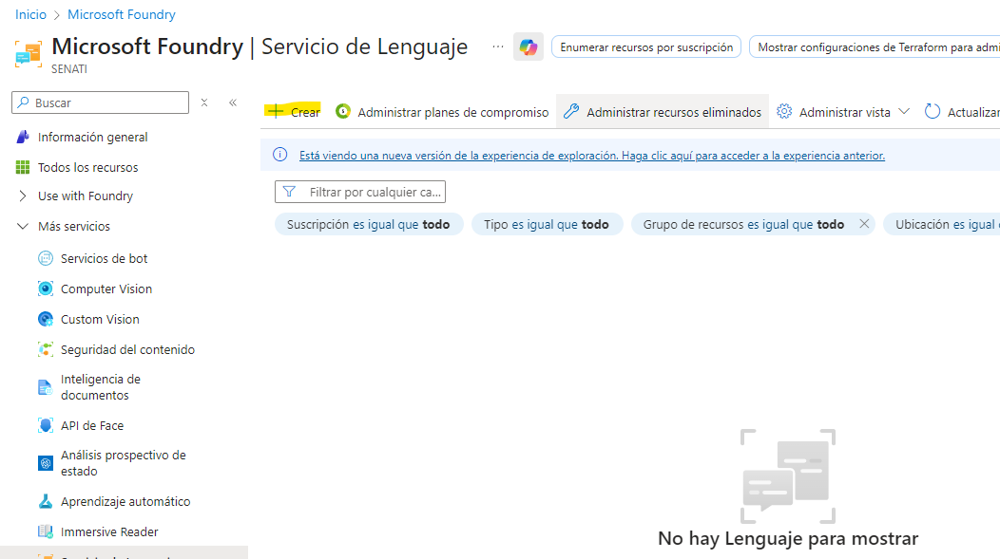 Inicio > Microsoft Foundry
Microsoft Foundry | Servicio de Lenguaje ...
Enumerar recursos por suscripción
Mostrar configuraciones de Terraform para admi
SENATI
Buscar
Información general
Todos los recursos
Use with Foundry
Más servicios
Servicios de bot
Computer Vision
Custom Vision
Seguridad del contenido
Inteligencia de
documentos
API de Face
Análisis prospectivo de
estado
Aprendizaje automático
Immersive Reader
+ Crear
Administrar planes de compromiso
Administrar recursos eliminados
Administrar vista
Actualizar
Está viendo una nueva versión de la experiencia de exploración. Haga clic aquí para acceder a la experiencia anterior.
Filtrar por cualquier ca...
Suscripción es igual que todo
Tipo es igual que todo
Grupo de recursos es igual que todo
Ubicación es igual
No hay Lenguaje para mostrar